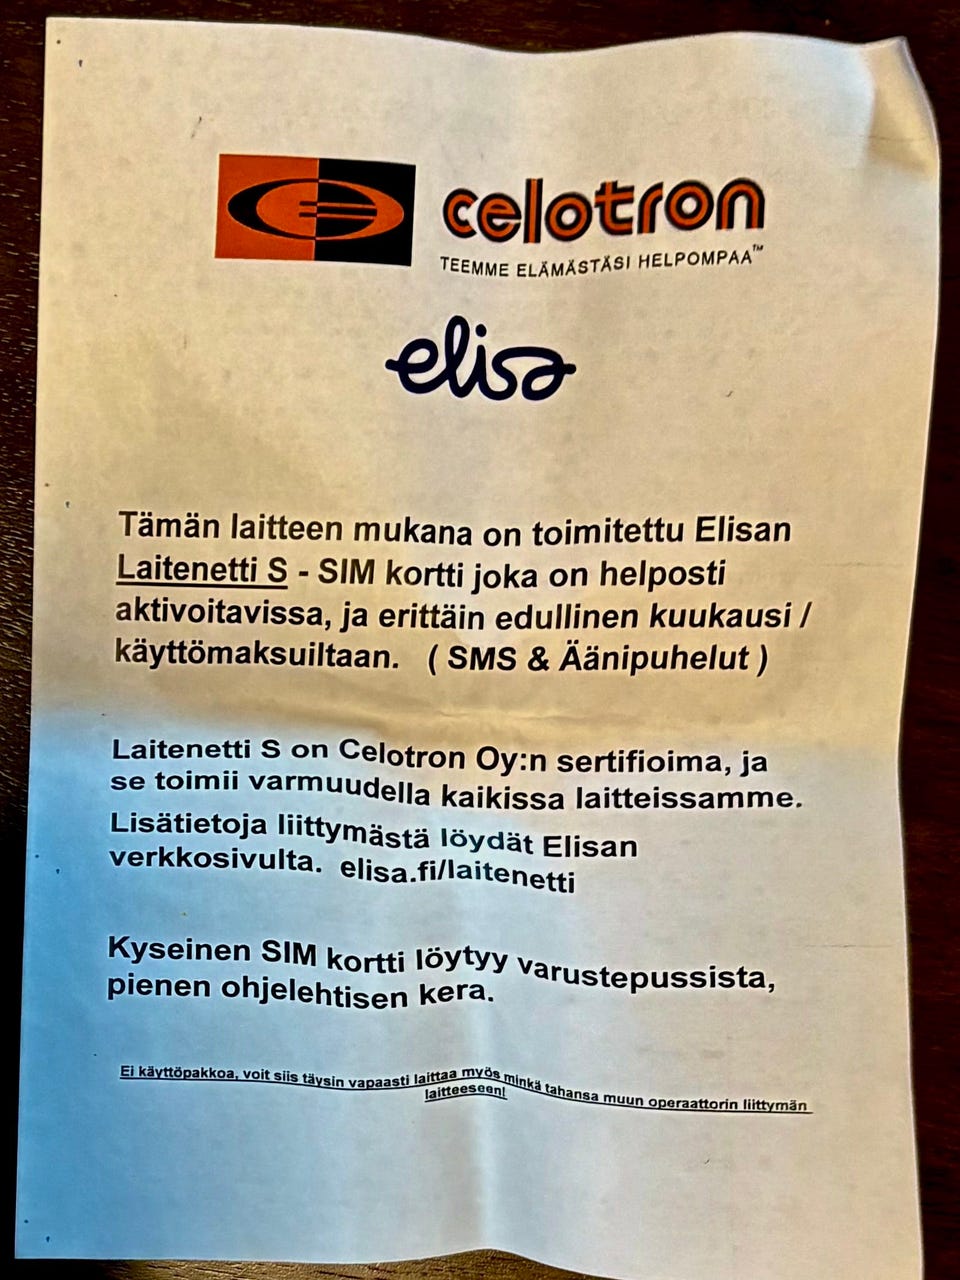 celotron
TEEMME ELÄMÄSTÄSI HELPOMPAA™
elisa
Tämän laitteen mukana on toimitettu Elisan
Laitenetti S - SIM kortti joka on helposti
aktivoitavissa, ja erittäin edullinen kuukausi /
käyttömaksuiltaan. ( SMS & Äänipuhelut )
Laitenetti S on Celotron Oy:n sertifioima, ja
se toimii varmuudella kaikissa laitteissamme.
Lisätietoja liittymästä löydät Elisan
verkkosivulta. elisa.fi/laitenetti
Kyseinen SIM kortti löytyy varustepussista,
pienen ohjelehtisen kera.
Ei käyttöpakkoa, voit siis täysin vapaasti laittaa myös minkä tahansa muun operaattorin liittymän
laitteeseen!